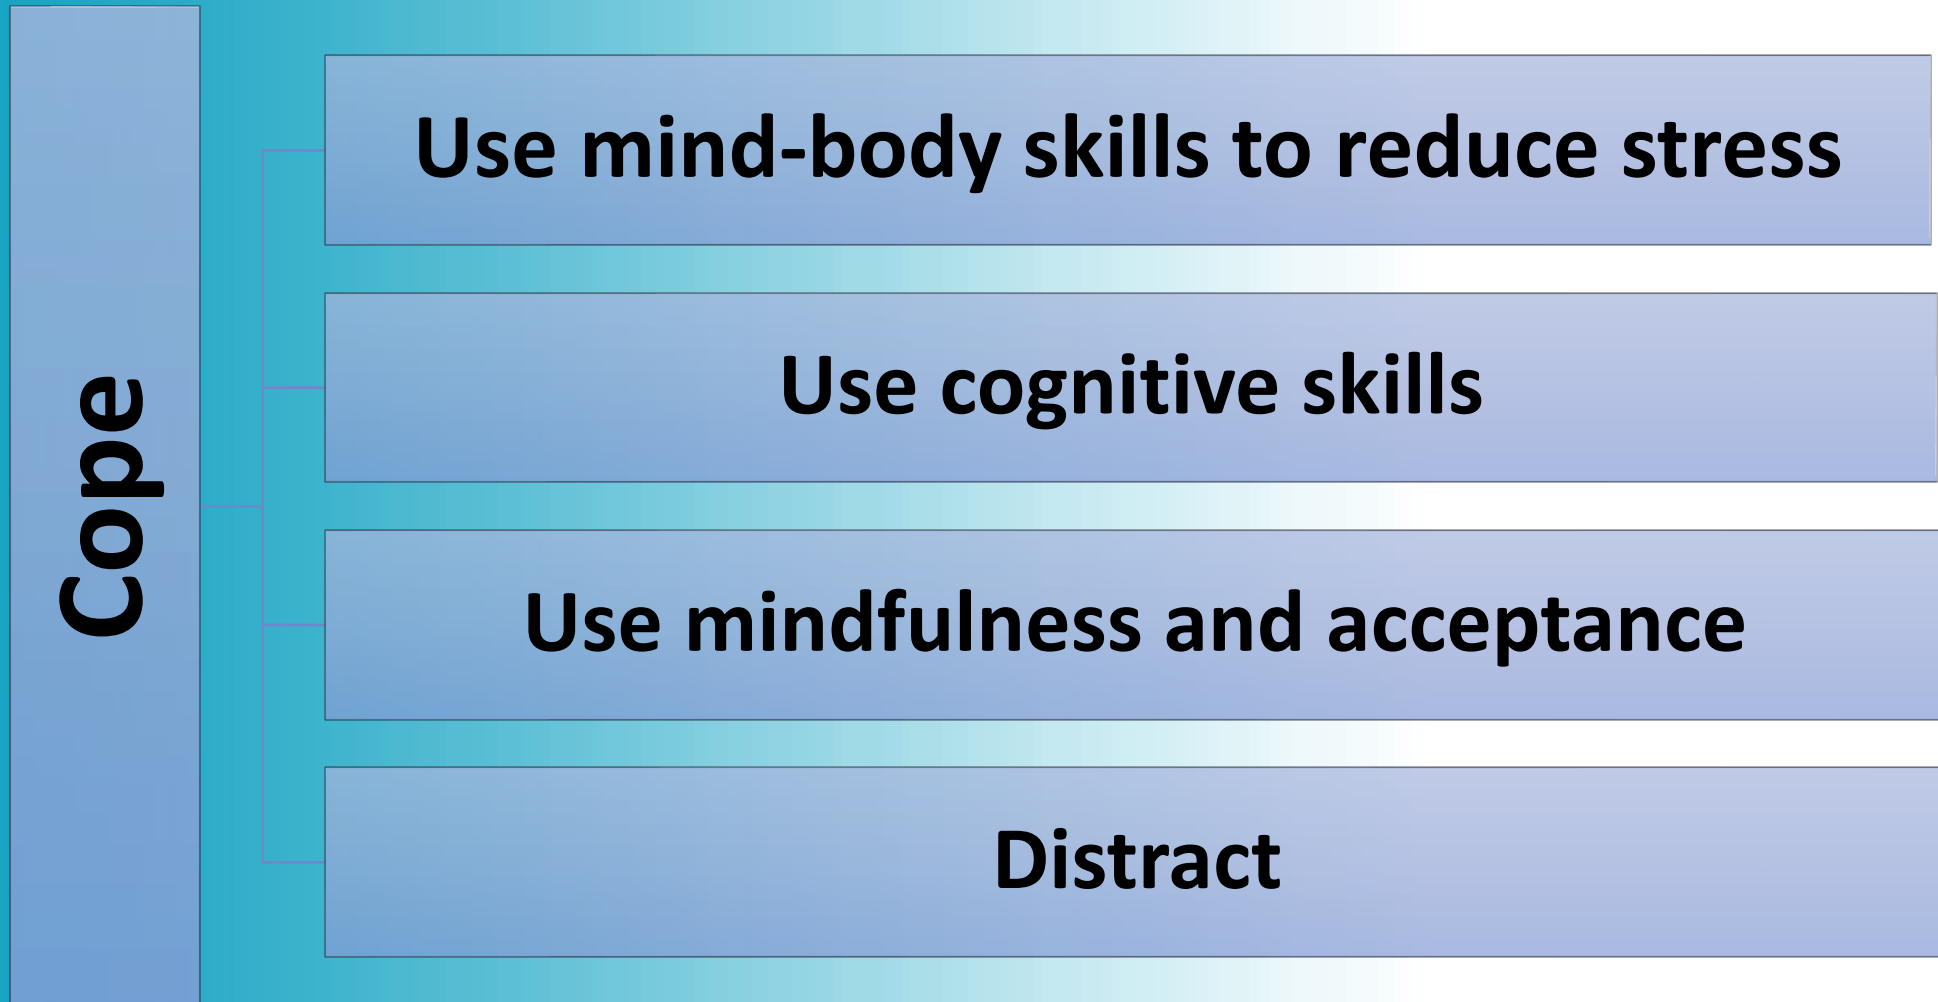 Cope
Use mind-body skills to reduce stress
Use cognitive skills
Use mindfulness and acceptance
Distract